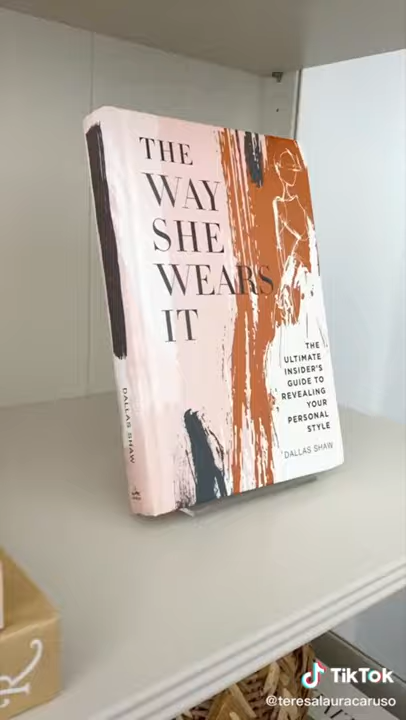 THE
WAY
SHE
WEARS
IT
THE
ULTIMATE
INSIDER'S
GUIDE TO
REVEALING
YOUR
PERSONAL
STYLE
DALLAS SHAW
DALLAS SHAW
R
TikTok
@teresalauracaruso